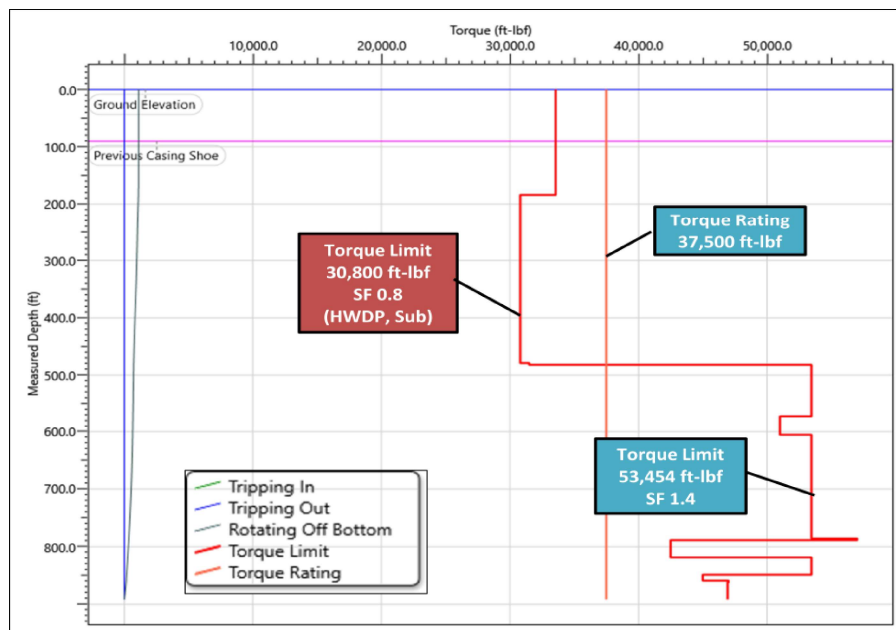 Torque (ft-lbf)
10,000.0 20,000.0 30,000.0 40,000.0 50,000.0
0.0
Ground Elevation
100.0
Previous Casing Shoe
200.0
Torque Rating
37,500 ft-lbf
Torque Limit
30,800 ft-lbf
SF 0.8
(HWDP, Sub)
300.0
400.0
Measured Depth (ft)
500.0
600.0
Torque Limit
53,454 ft-lbf
SF 1.4
700.0
800.0
Tripping In
Tripping Out
Rotating Off Bottom
Torque Limit
Torque Rating